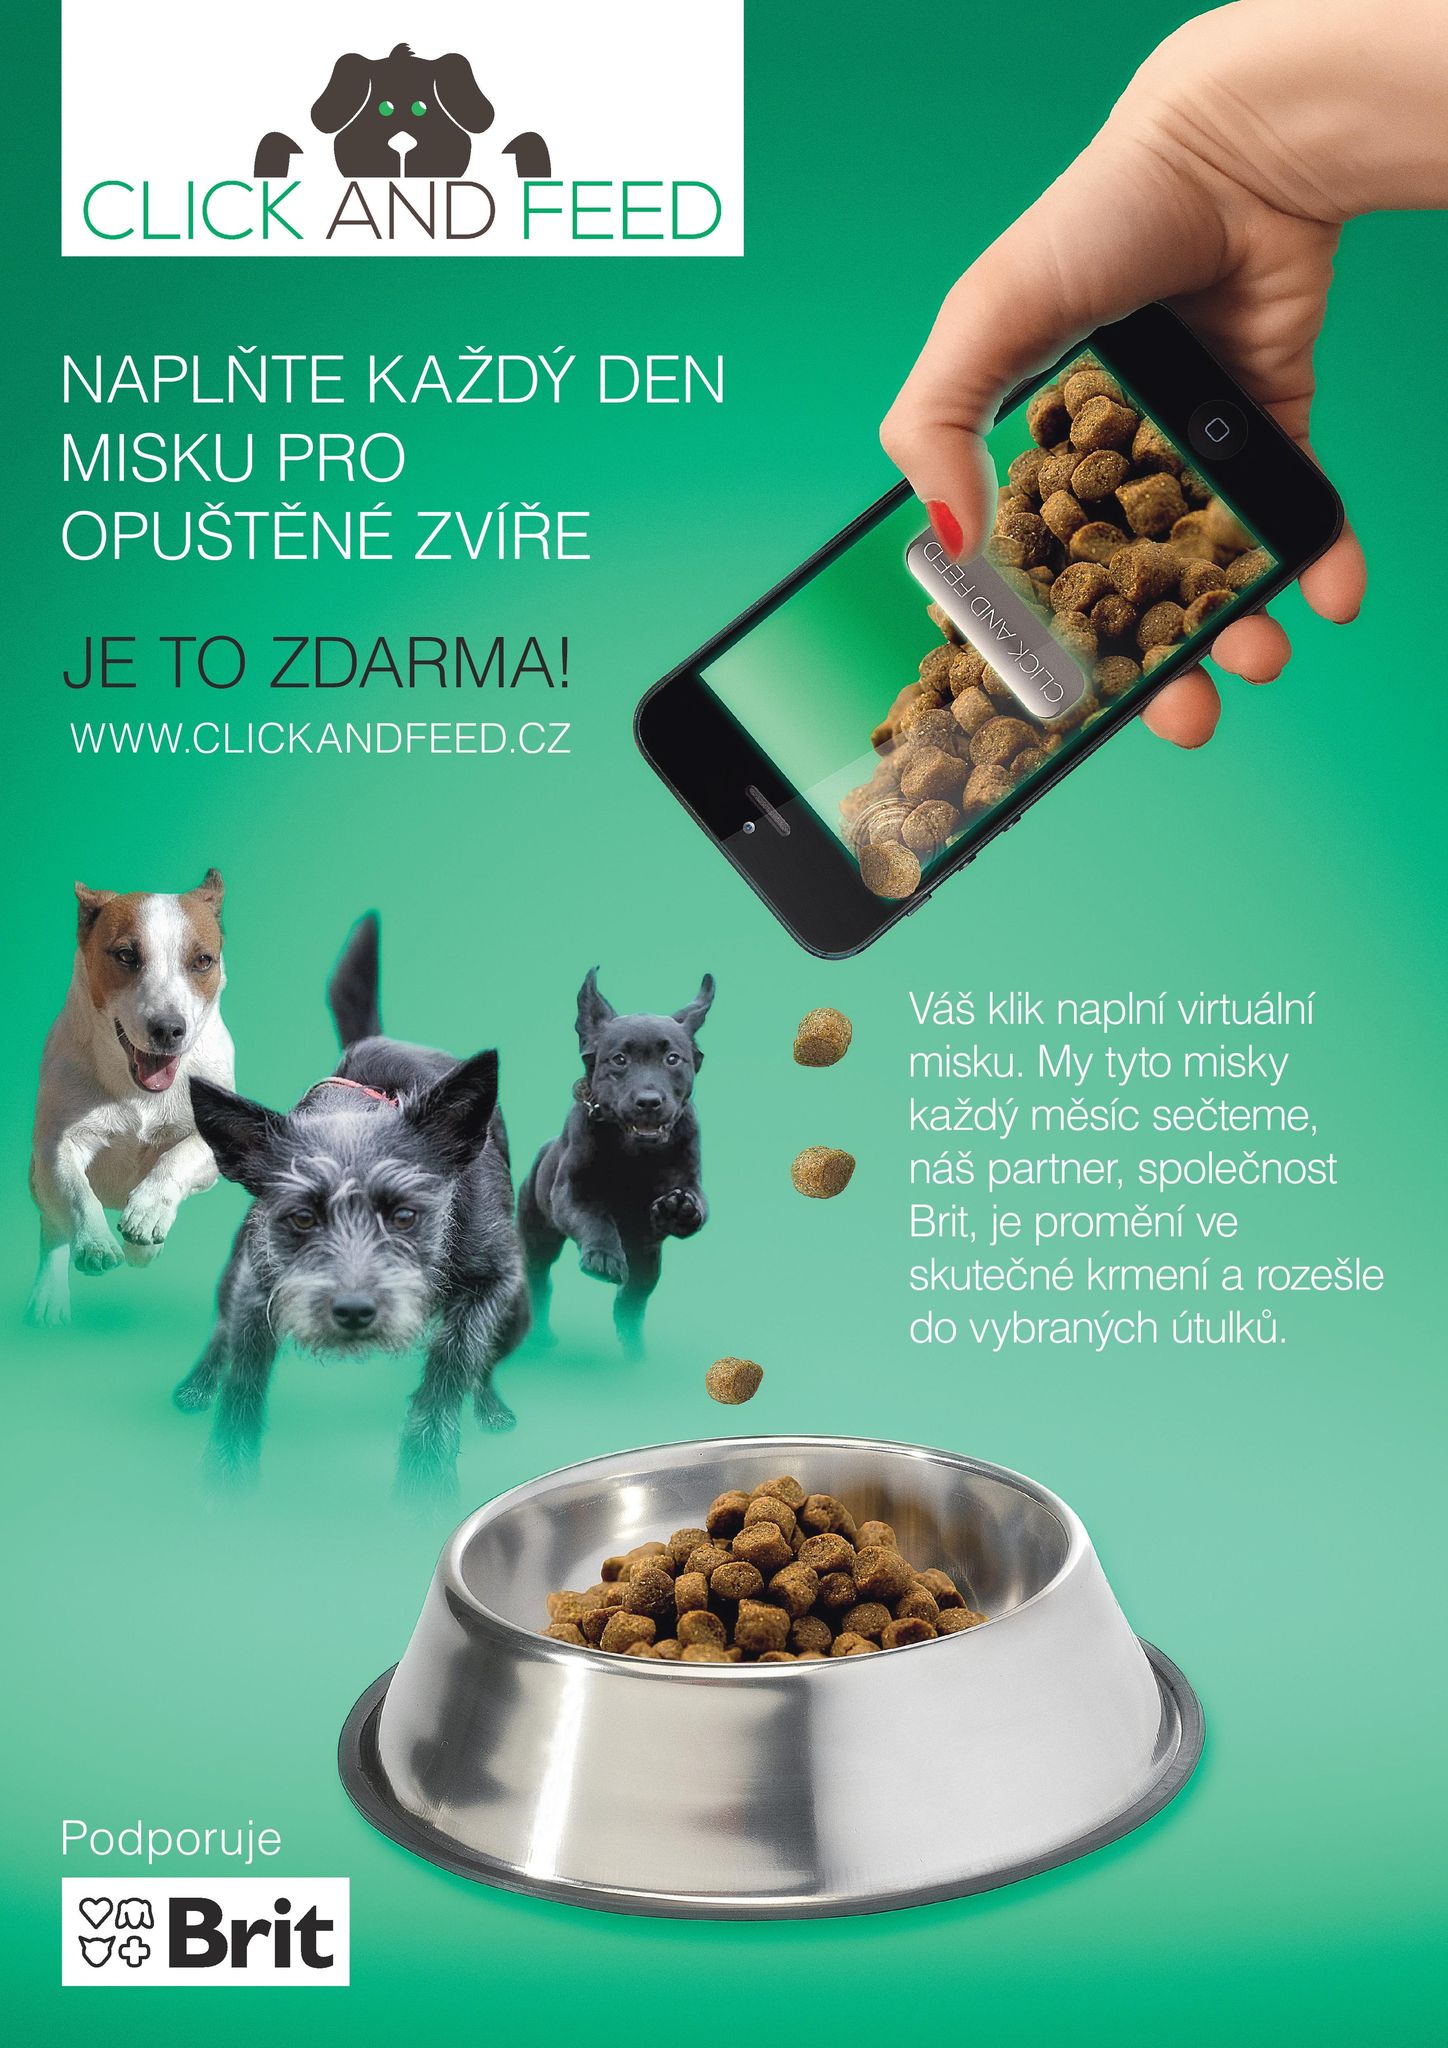 CLICK AND FEED
NAPLŇTE KAŽDÝ DEN
MISKU PRO
OPUŠTĚNÉ ZVÍŘE
JE TO ZDARMA!
WWW.CLICKANDFEED.CZ
CLICK AND FEED
Váš klik naplní virtuální
misku. My tyto misky
každý měsíc sečteme,
náš partner, společnost
Brit, je promění ve
skutečné krmení a rozešle
do vybraných útulků.
Podporuje
Brit